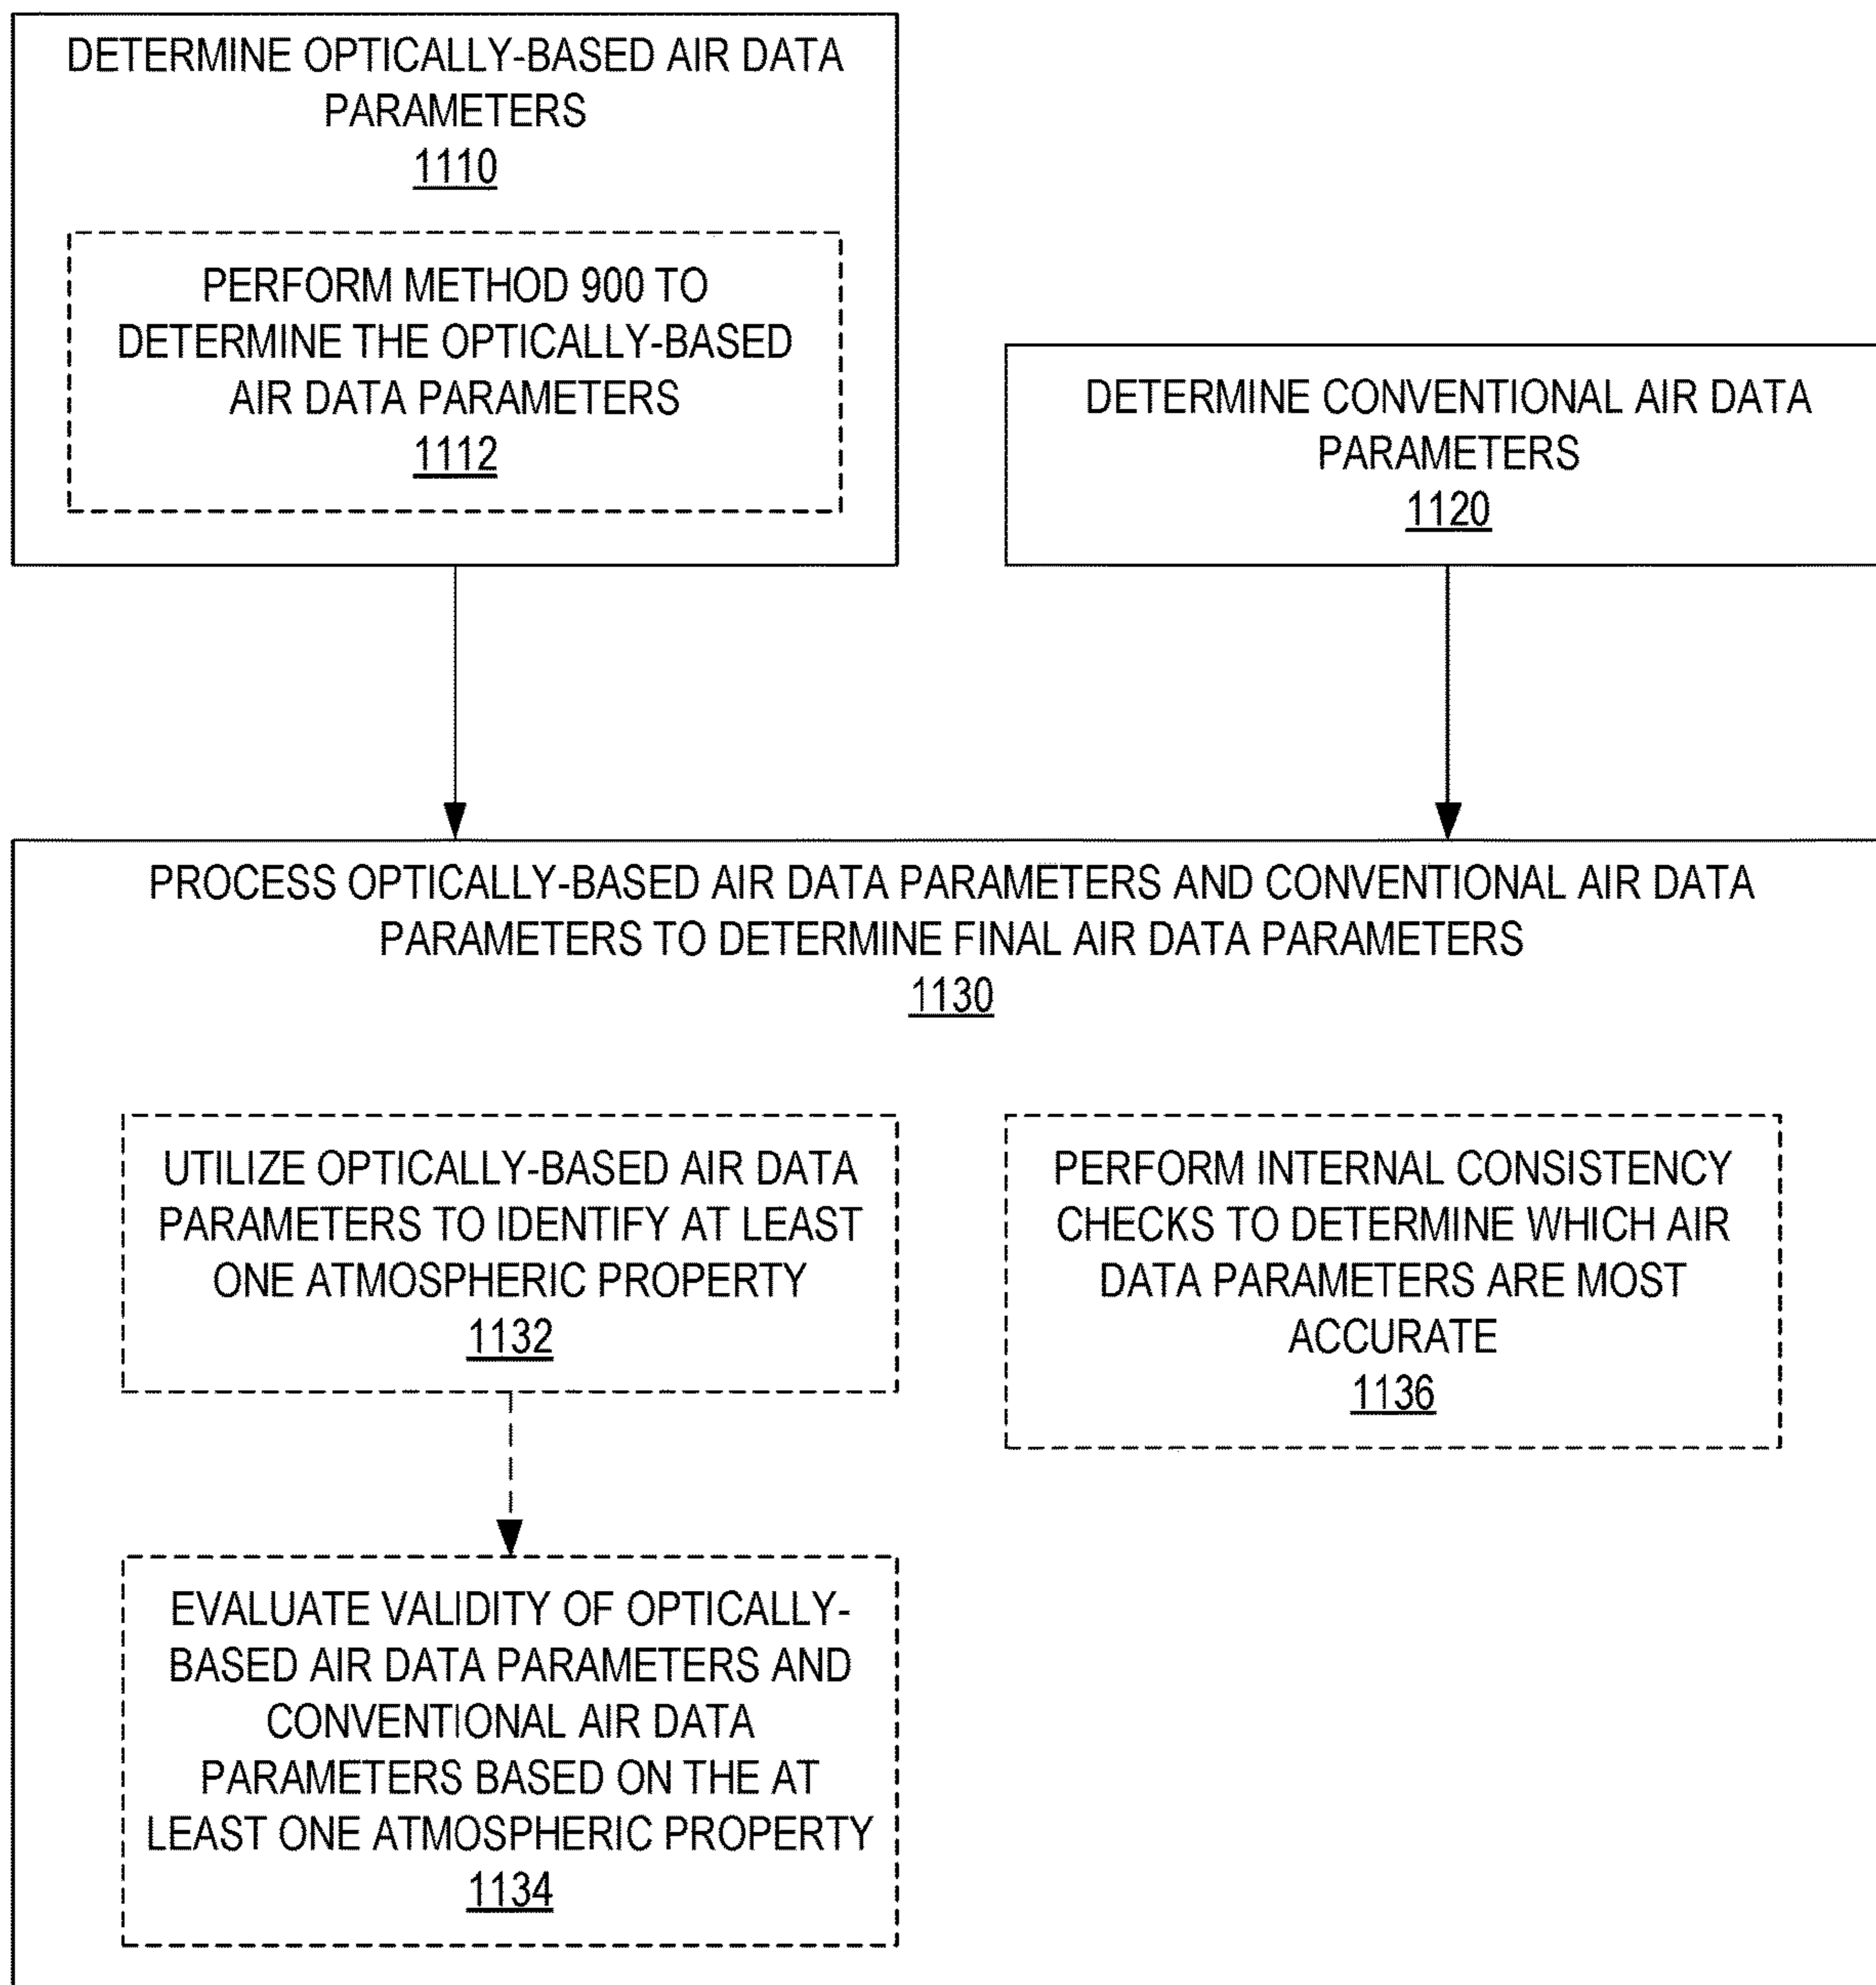 DETERMINE OPTICALLY-BASED AIR DATA
PARAMETERS
1110
PERFORM METHOD 900 TO
DETERMINE THE OPTICALLY-BASED
AIR DATA PARAMETERS
1112
DETERMINE CONVENTIONAL AIR DATA
PARAMETERS
1120
PROCESS OPTICALLY-BASED AIR DATA PARAMETERS AND CONVENTIONAL AIR DATA
PARAMETERS TO DETERMINE FINAL AIR DATA PARAMETERS
1130
UTILIZE OPTICALLY-BASED AIR DATA
PARAMETERS TO IDENTIFY AT LEAST
ONE ATMOSPHERIC PROPERTY
1132
PERFORM INTERNAL CONSISTENCY
CHECKS TO DETERMINE WHICH AIR
DATA PARAMETERS ARE MOST
ACCURATE
1136
EVALUATE VALIDITY OF OPTICALLY-
BASED AIR DATA PARAMETERS AND
CONVENTIONAL AIR DATA
PARAMETERS BASED ON THE AT
LEAST ONE ATMOSPHERIC PROPERTY
1134